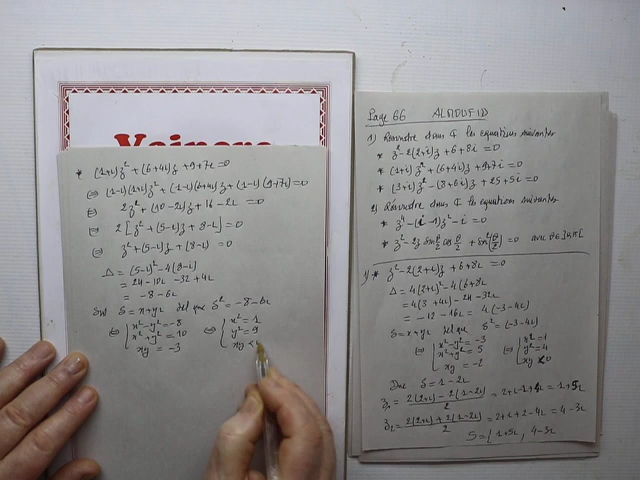 Vainore
* (1+i)z² + (6+4i)z + 9+7i = 0
⇔ (1-i)(1+i)z² + (1-i)(6+4i)z + (1-i)(9+7i) = 0
⇔ 2z² + (10-2i)z + 16-2i = 0
⇔ 2[z² + (5-i)z + 8-i] = 0
⇔ z² + (5-i)z + (8-i) = 0
Δ = (5-i)² - 4(8-i)
= 24 - 10i - 32 + 4i
= -8 - 6i
Soit δ = x+yi tel que δ² = -8-6i
⇔ { x²-y² = -8 ⇔ { x² = 1
x²+y² = 10 y² = 9
xy = -3 xy <
Page 66 ALMOUFID
1) Résoudre dans ℂ les équations suivantes
* z² - 2(2+i)z + 6+8i = 0
* (1+i)z² + (6+4i)z + 9+7i = 0
* (3+i)z² - (8+6i)z + 25+5i = 0
2) Résoudre dans ℂ les équations suivantes
* z⁴ - (i-1)z² - i = 0
* z² - 2z sin θ/2 cos θ/2 + sin²(θ/2) = 0 avec θ∈]0,π[
1) * z² - 2(2+i)z + 6+8i = 0
Δ = 4(2+i)² - 4(6+8i)
= 4(3+4i) - 24 - 32i
= -12 - 16i = 4(-3-4i)
δ = x+yi tel que δ² = (-3-4i)
⇔ { x²-y² = -3 ⇔ { x² = 1
x²+y² = 5 y² = 4
xy = -2 xy < 0
Donc δ = 1-2i
z₁ = 2(2+i) - 2(1-2i) / 2 = 2+i-1+2i = 1+3i
z₂ = 2(2+i) + 2(1-2i) / 2 = 2+i+1-2i = 3-i